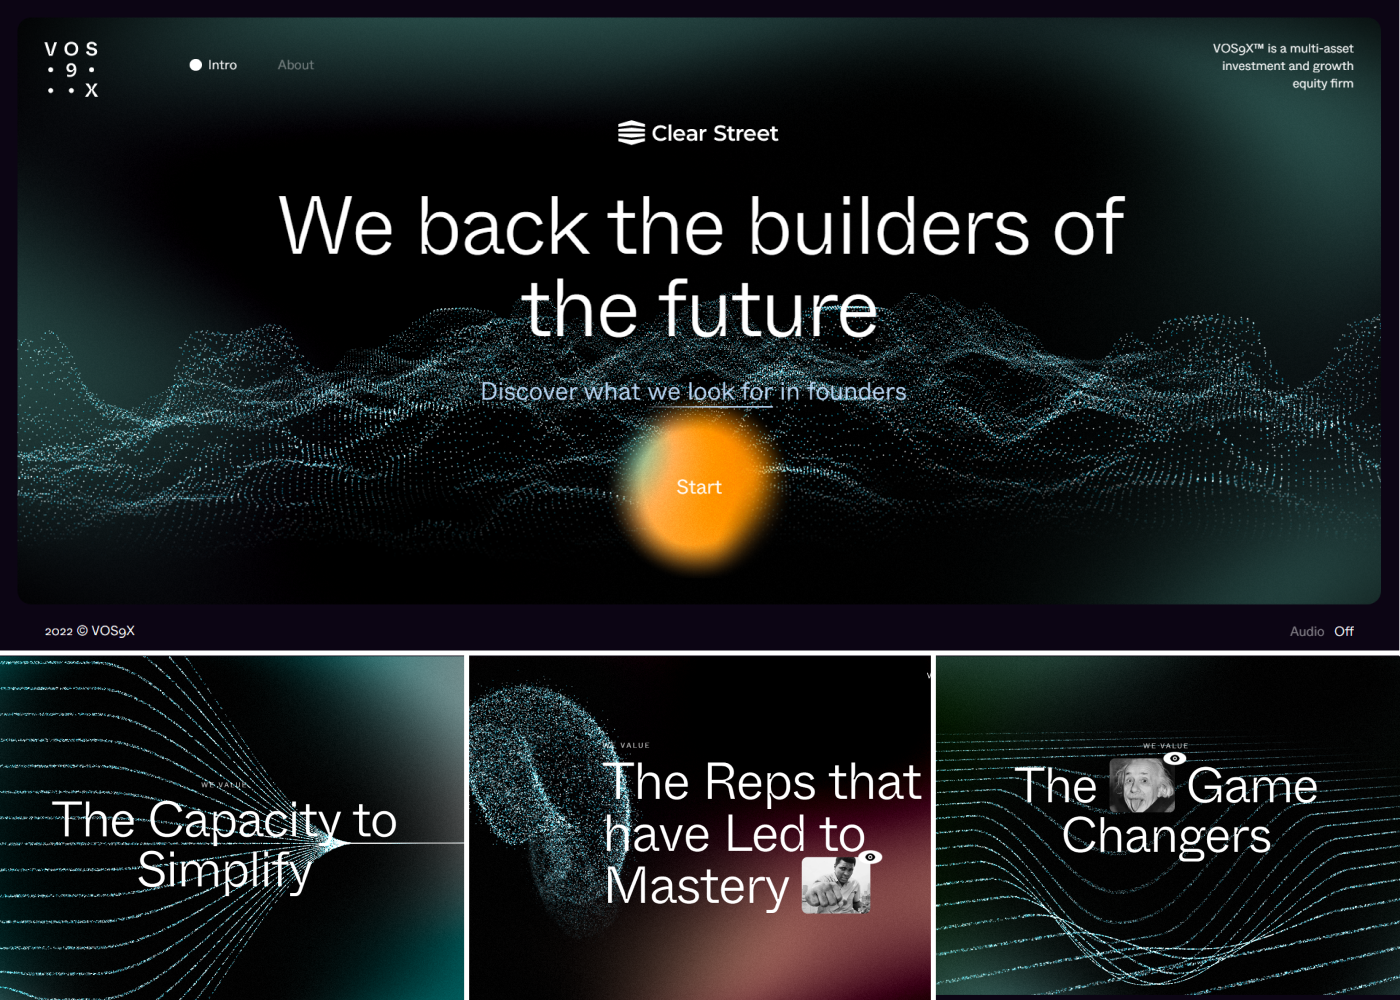 VOS
• 9 •
• • X
Intro
About
VOS9X™ is a multi-asset
investment and growth
equity firm
Clear Street
We back the builders of
the future
Discover what we look for in founders
Start
2022 © VOS9X
Audio Off
WE VALUE
The Capacity to
Simplify
WE VALUE
The Reps that
have Led to
Mastery
WE VALUE
The Game
Changers